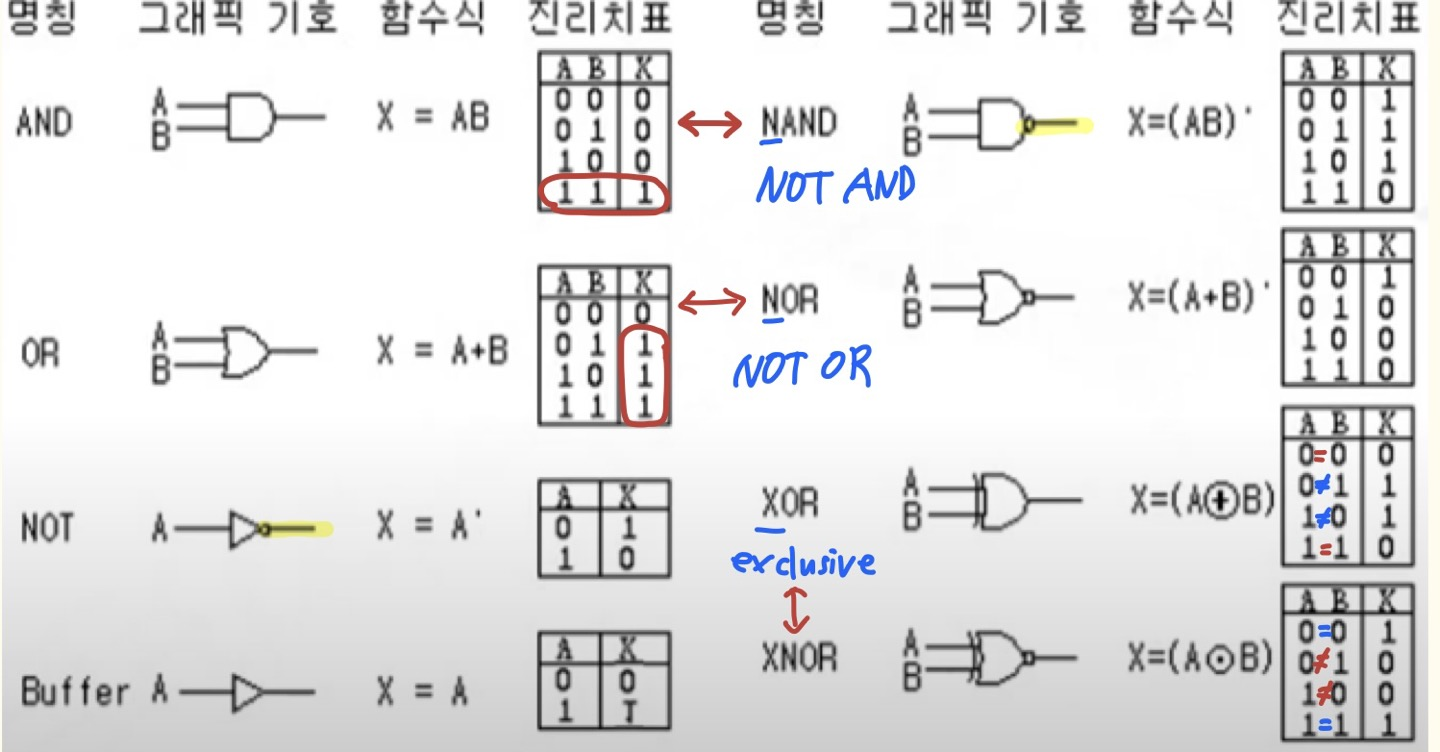 명칭 그래픽 기호 함수식 진리치표 명칭 그래픽 기호 함수식 진리치표
AND A B X = AB
A B X
0 0 0
0 1 0
1 0 0
1 1 1
NAND A B X=(AB)'
NOT AND
A B X
0 0 1
0 1 1
1 0 1
1 1 0
OR A B X = A+B
A B X
0 0 0
0 1 1
1 0 1
1 1 1
NOR A B X=(A+B)'
NOT OR
A B X
0 0 1
0 1 0
1 0 0
1 1 0
NOT A X = A'
A X
0 1
1 0
XOR A B X=(A⊕B)
exclusive
A B X
0=0 0
0≠1 1
1≠0 1
1=1 0
Buffer A X = A
A X
0 0
1 1
XNOR A B X=(A⊙B)
A B X
0=0 1
0≠1 0
1≠0 0
1=1 1